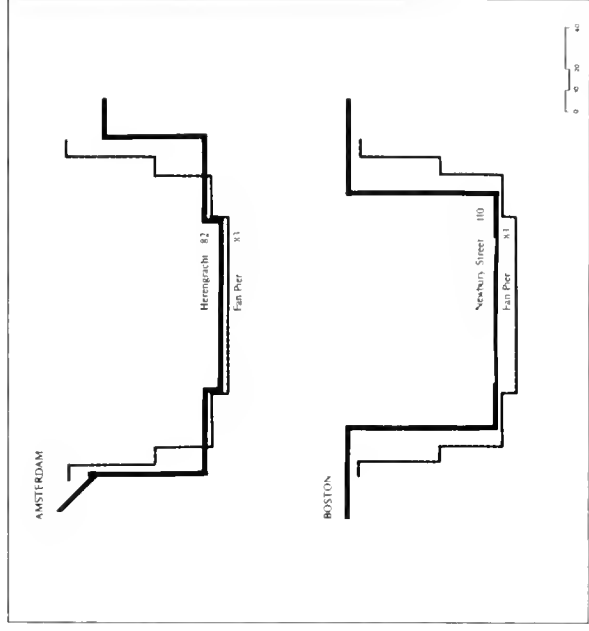 AMSTERDAM
Herengracht 82
Fan Pier 83
BOSTON
Newbury Street 110
Fan Pier 83
0 10 20 40